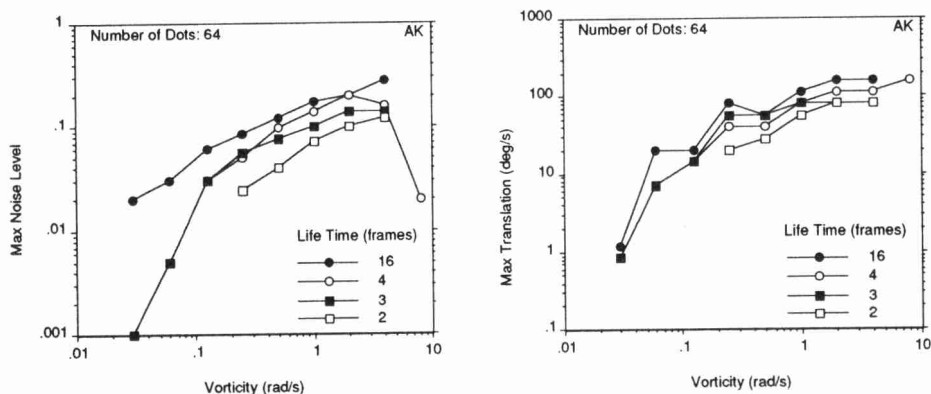 Number of Dots: 64
AK
Max Noise Level
1
.1
.01
.001
Life Time (frames)
16
4
3
2
.01
.1
1
10
Vorticity (rad/s)
Number of Dots: 64
AK
Max Translation (deg/s)
1000
100
10
1
.1
Life Time (frames)
16
4
3
2
.01
.1
1
10
Vorticity (rad/s)